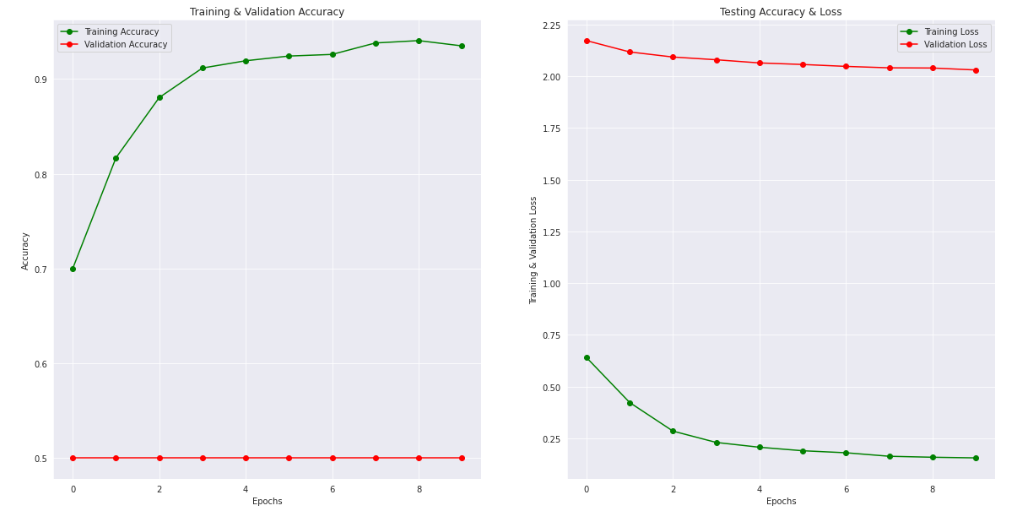 Training & Validation Accuracy
Training Accuracy
Validation Accuracy
0.9
0.8
0.7
0.6
0.5
Accuracy
0 2 4 6 8
Epochs
Testing Accuracy & Loss
Training Loss
Validation Loss
2.25
2.00
1.75
1.50
1.25
1.00
0.75
0.50
0.25
Training & Validation Loss
0 2 4 6 8
Epochs